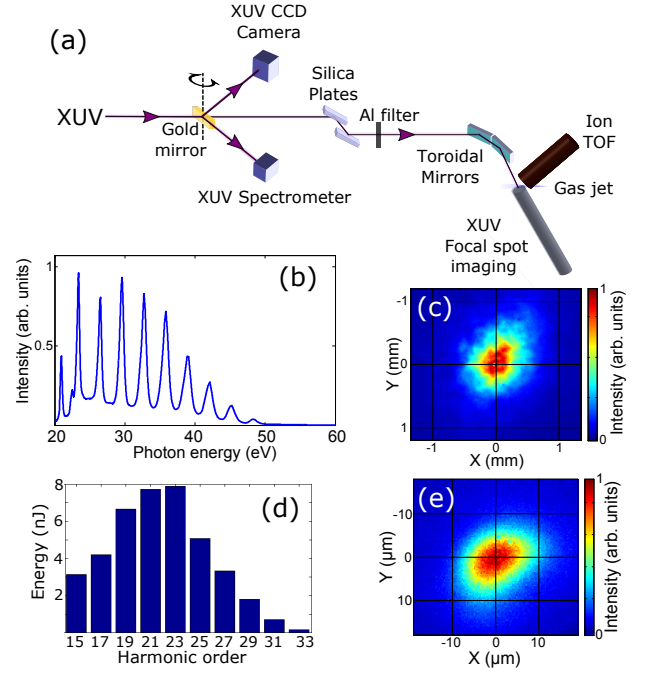 (a)
XUV CCD
Camera
XUV
Gold
mirror
XUV Spectrometer
Silica
Plates
Al filter
Toroidal
Mirrors
Ion
TOF
Gas jet
XUV
Focal spot
imaging
(b)
Intensity (arb. units)
1
0.5
20 30 40 50 60
Photon energy (eV)
(c)
Y (mm)
-1
0
1
-1 0 1
X (mm)
1
0
Intensity (arb. units)
(d)
Energy (nJ)
8
6
4
2
15 17 19 21 23 25 27 29 31 33
Harmonic order
(e)
Y (µm)
-10
0
10
-10 0 10
X (µm)
1
0
Intensity (arb. units)